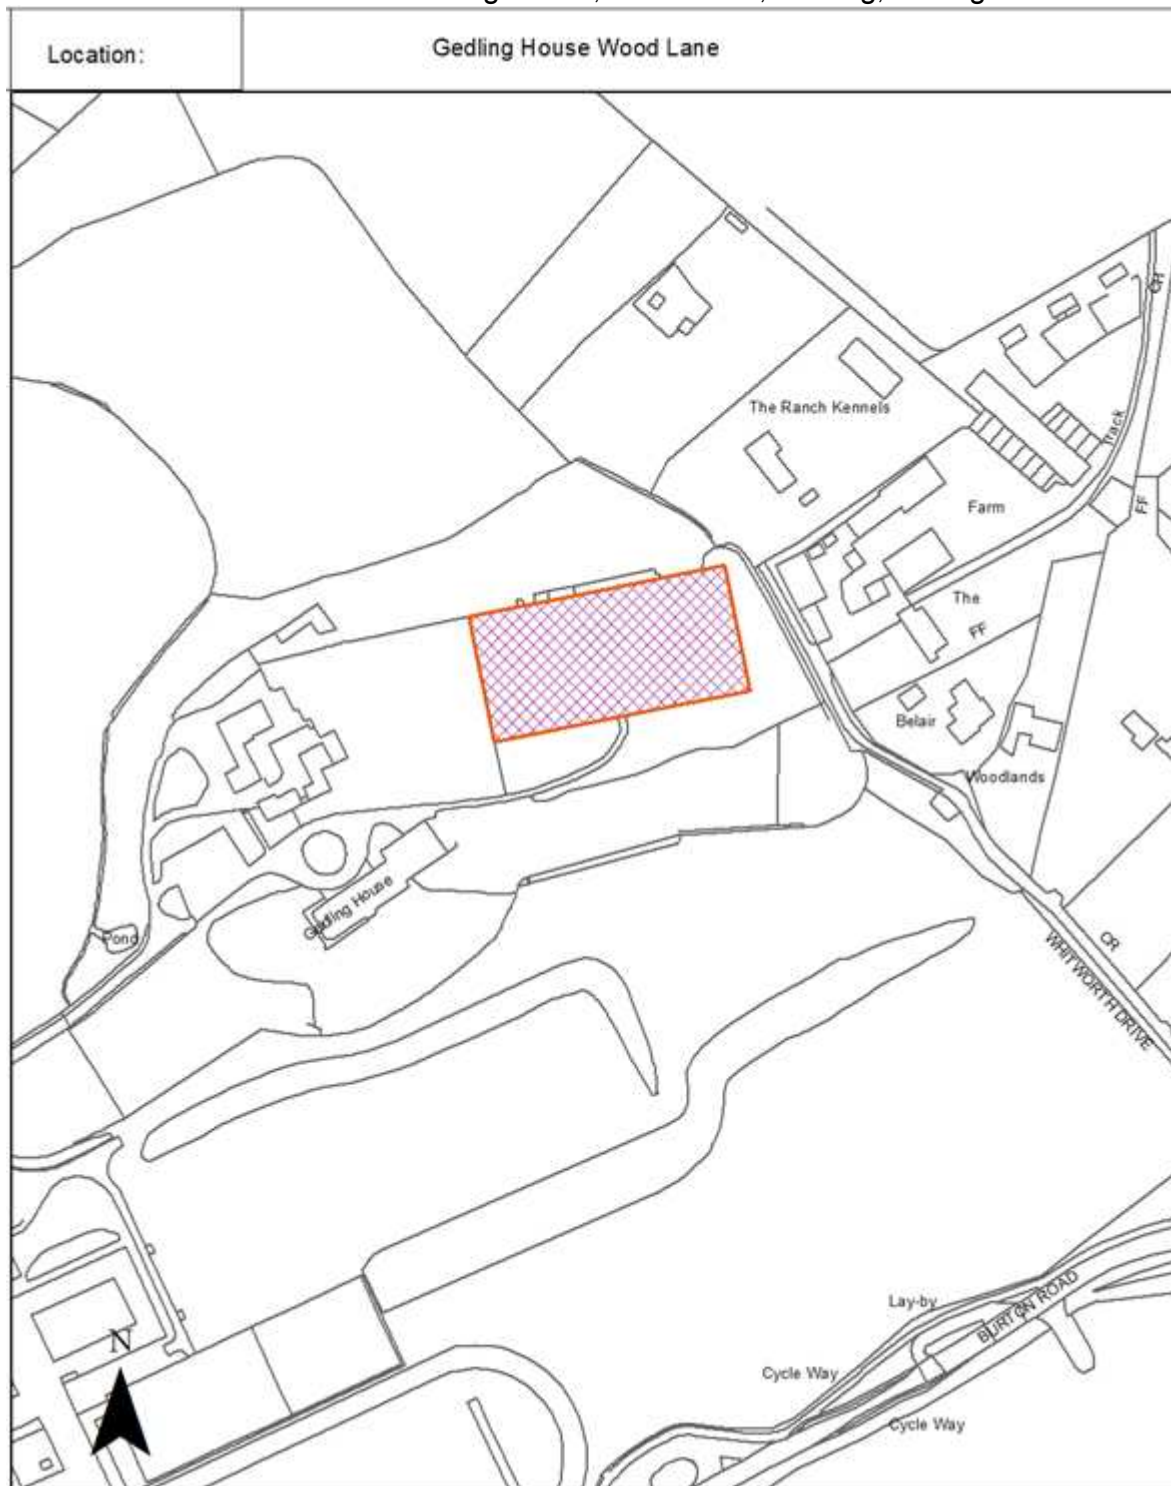 Location:
Gedling House Wood Lane
CH
The Ranch Kennels
Track
FF
Farm
The
FF
Belair
Woodlands
Gedling House
Pond
CR
WHITWORTH DRIVE
Lay-by
BURTON ROAD
N
Cycle Way
Cycle Way